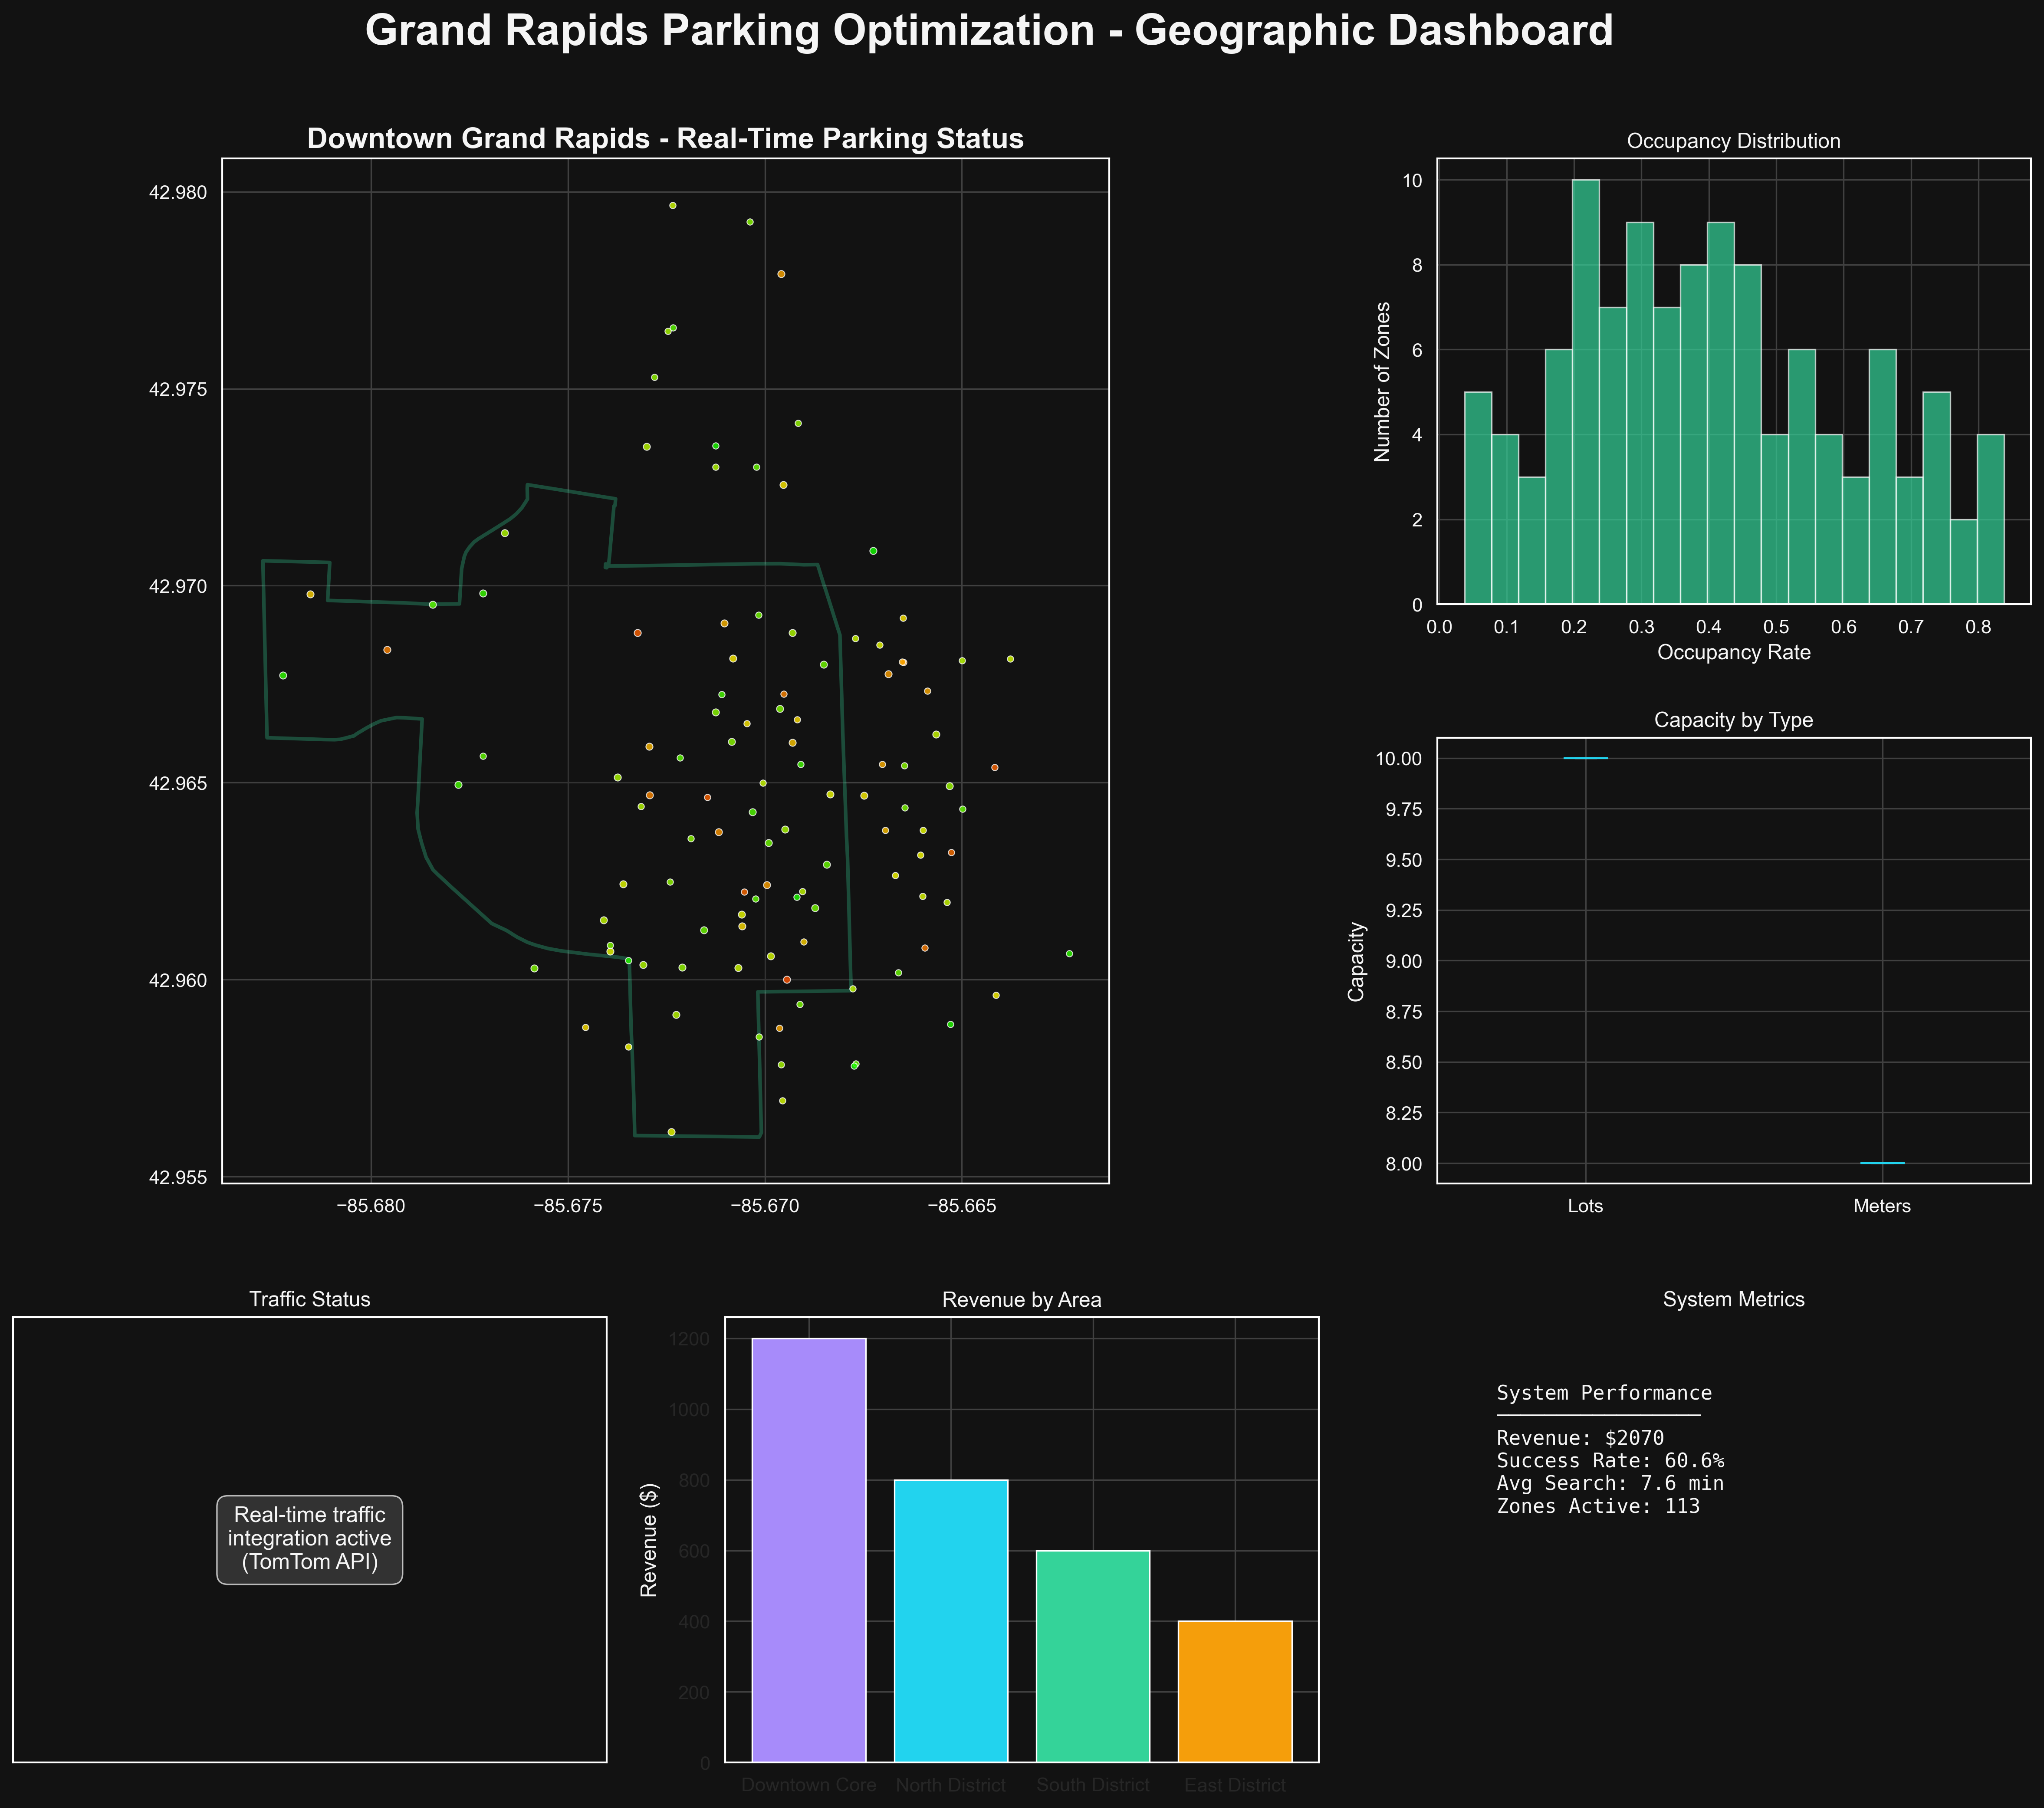 Grand Rapids Parking Optimization - Geographic Dashboard
Downtown Grand Rapids - Real-Time Parking Status
42.980
42.975
42.970
42.965
42.960
42.955
−85.680
−85.675
−85.670
−85.665
Occupancy Distribution
Number of Zones
10
8
6
4
2
0
0.0
0.1
0.2
0.3
0.4
0.5
0.6
0.7
0.8
Occupancy Rate
Capacity by Type
Capacity
10.00
9.75
9.50
9.25
9.00
8.75
8.50
8.25
8.00
Lots
Meters
Traffic Status
Real-time traffic
integration active
(TomTom API)
Revenue by Area
Revenue ($)
1200
1000
800
600
400
200
0
Downtown Core
North District
South District
East District
System Metrics
System Performance
Revenue: $2070
Success Rate: 60.6%
Avg Search: 7.6 min
Zones Active: 113